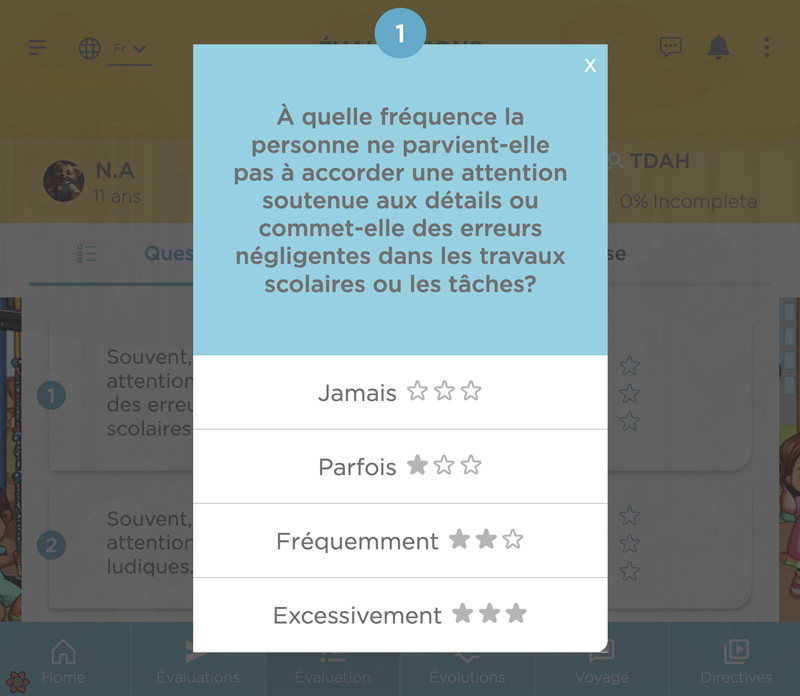 1
Fr
X
À quelle fréquence la
personne ne parvient-elle
pas à accorder une attention
soutenue aux détails ou
commet-elle des erreurs
négligentes dans les travaux
scolaires ou les tâches?
N.A
11 ans
TDAH
0% Incomplete
Ques
se
Jamais
Parfois
Fréquemment
Excessivement
1
Souvent,
attention
des erreu
scolaires
2
Souvent,
attention
ludiques.
Home
Évaluations
Évaluation
Évolutions
Voyage
Directives